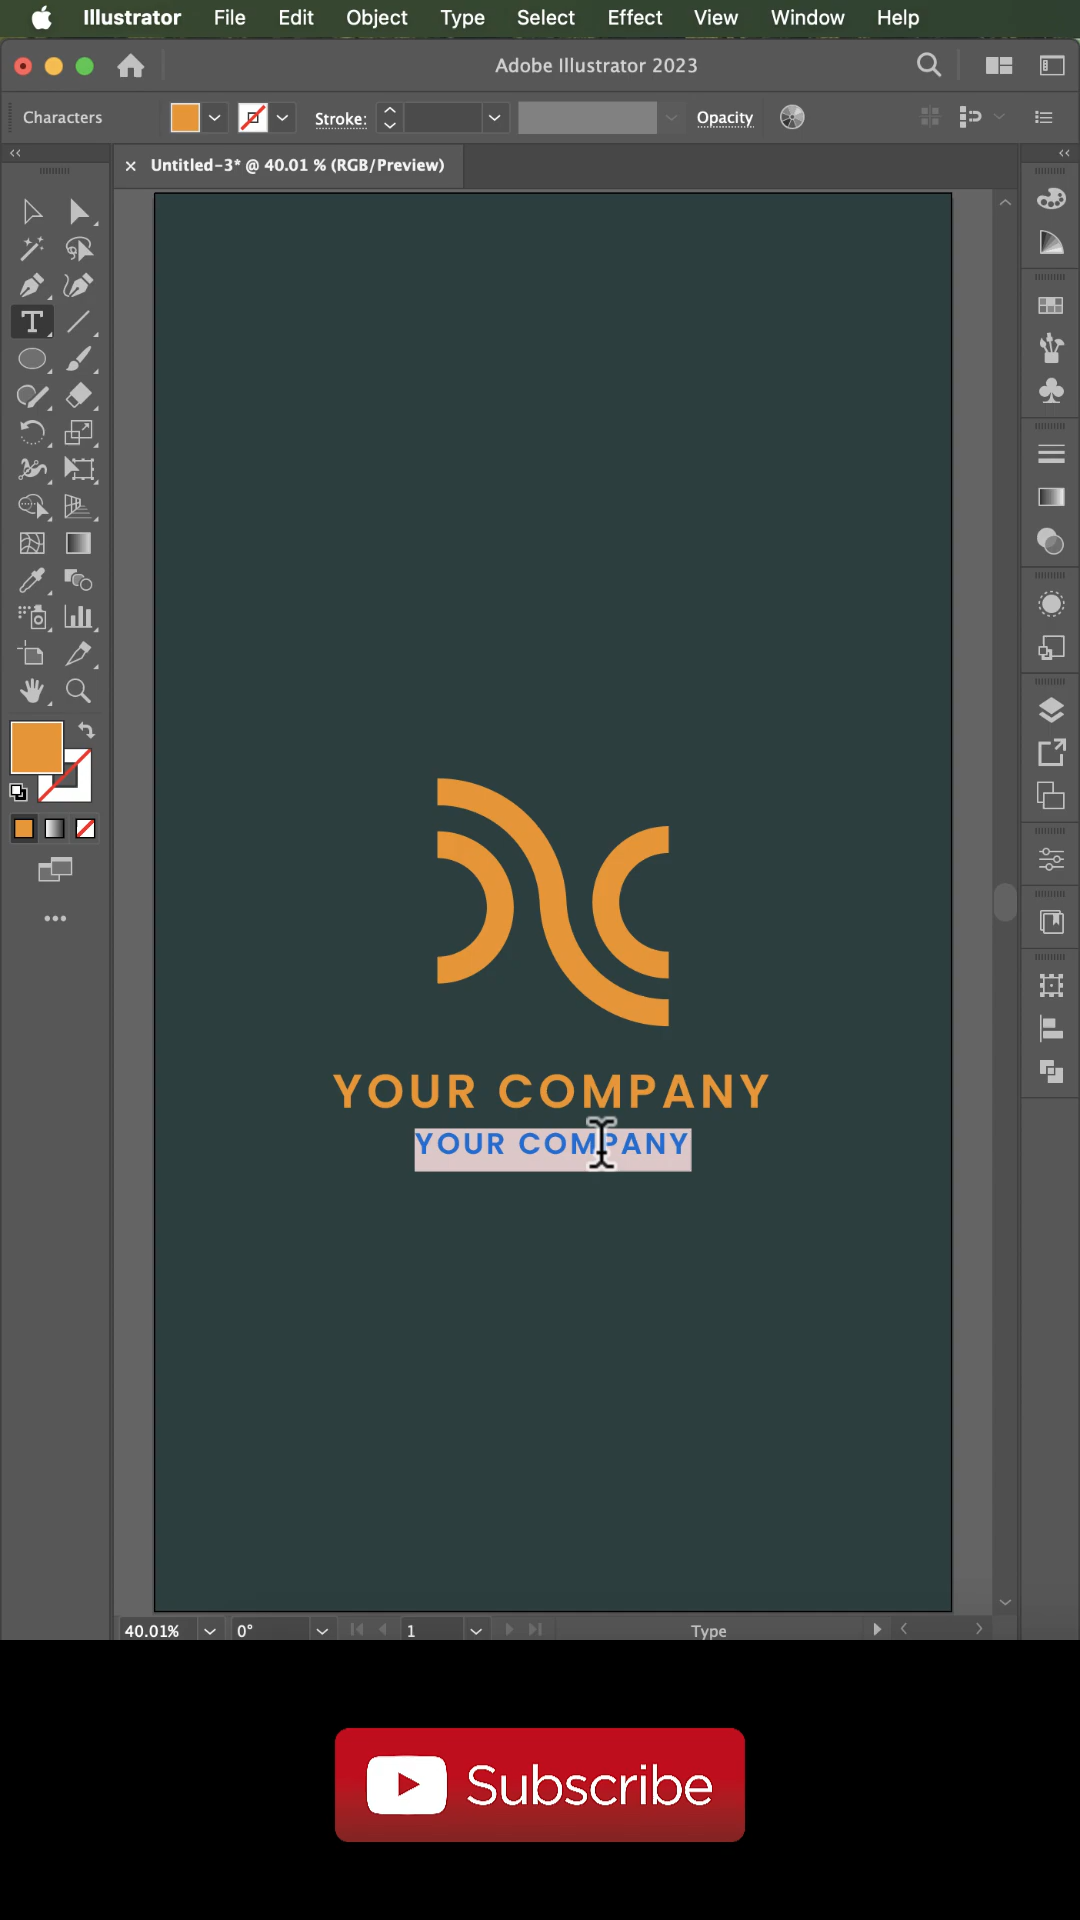 Illustrator File Edit Object Type Select Effect View Window Help
Adobe Illustrator 2023
Characters Stroke: Opacity
Untitled-3* @ 40.01 % (RGB/Preview)
YOUR COMPANY
YOUR COMPANY
40.01% 0° 1 Type
Subscribe